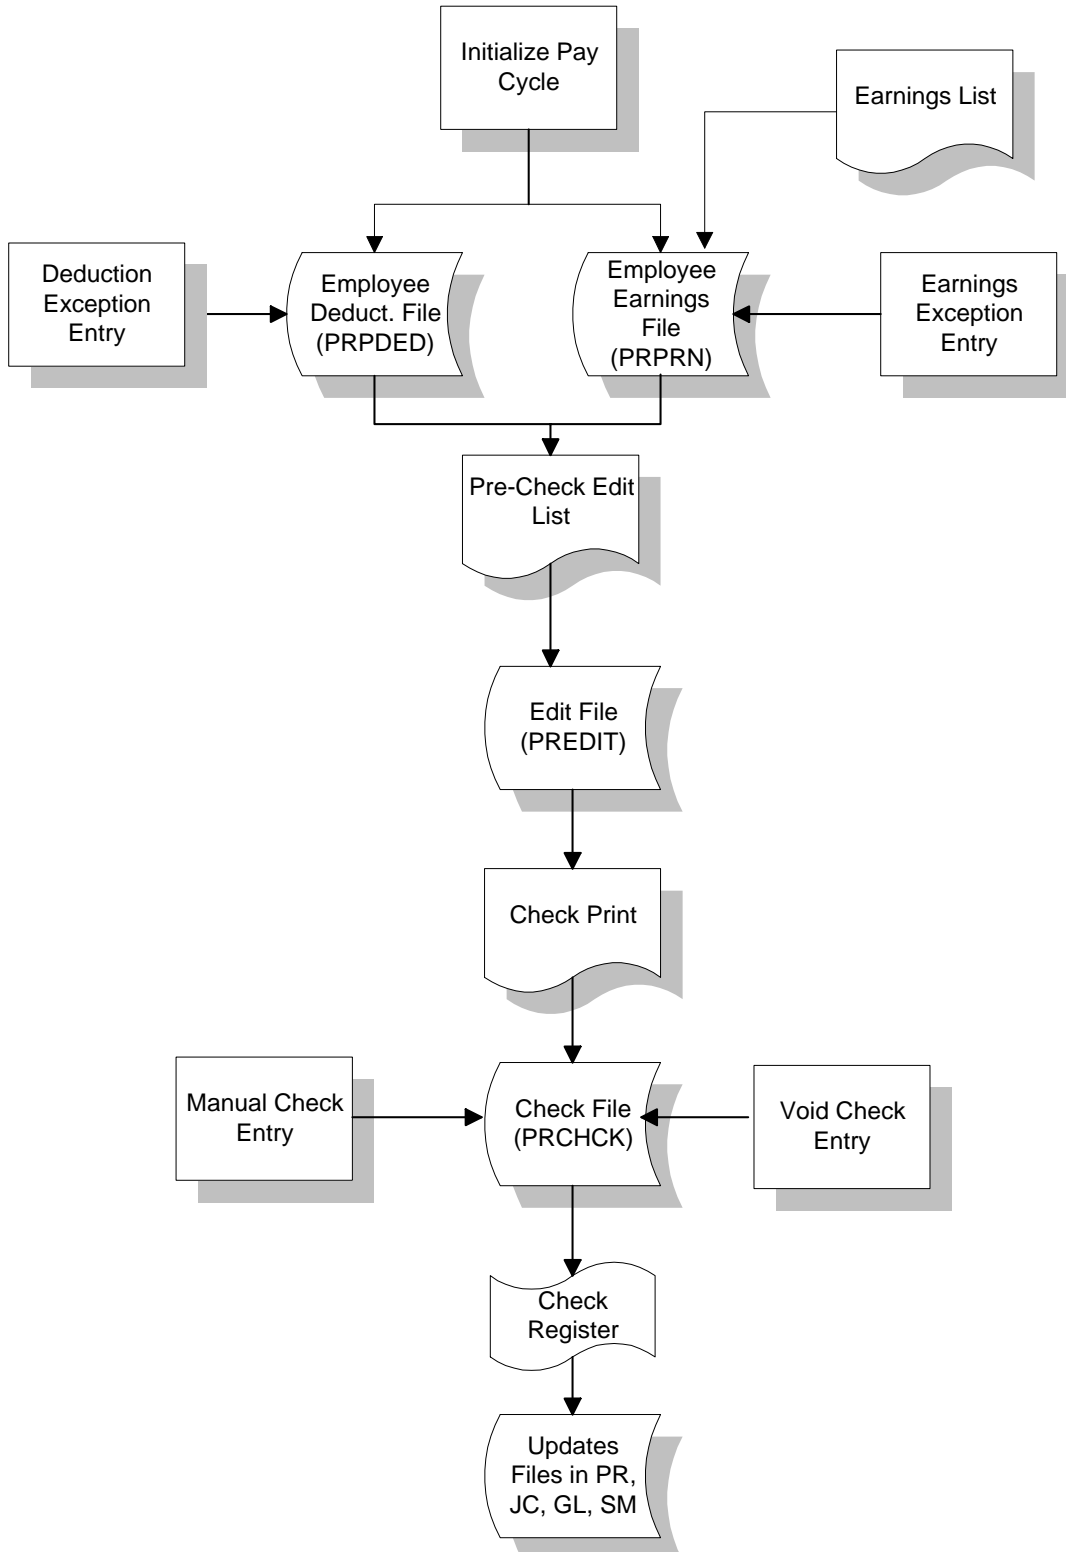 Initialize Pay
Cycle
Earnings List
Deduction
Exception
Entry
Employee
Deduct. File
(PRPDED)
Employee
Earnings
File
(PRPRN)
Earnings
Exception
Entry
Pre-Check Edit
List
Edit File
(PREDIT)
Check Print
Manual Check
Entry
Check File
(PRCHCK)
Void Check
Entry
Check
Register
Updates
Files in PR,
JC, GL, SM